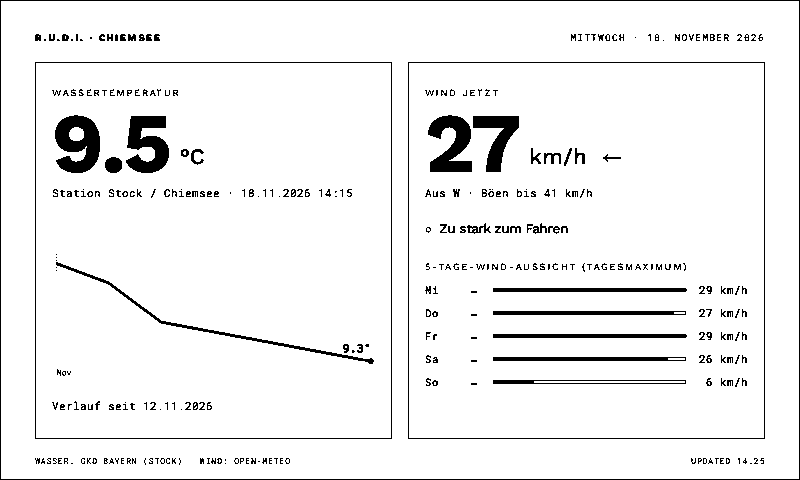 R.U.D.I. · CHIEMSEE
MITTWOCH · 18. NOVEMBER 2026
WASSERTEMPERATUR
9.5 °C
Station Stock / Chiemsee · 18.11.2026 14:15
9.3°
Nov
Verlauf seit 12.11.2026
WIND JETZT
27 km/h ←
Aus W · Böen bis 41 km/h
○ Zu stark zum Fahren
5-TAGE-WIND-AUSSICHT (TAGESMAXIMUM)
Mi – 29 km/h
Do – 27 km/h
Fr – 29 km/h
Sa – 26 km/h
So – 6 km/h
WASSER: GKD BAYERN (STOCK) WIND: OPEN-METEO
UPDATED 14:25